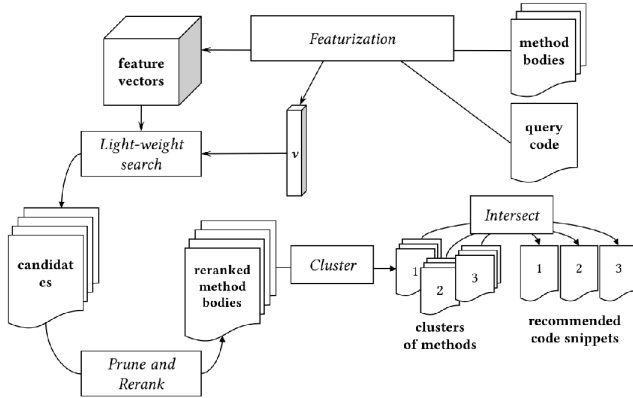 Featurization
method
bodies
feature
vectors
query
code
v
Light-weight
search
Intersect
candidat
es
reranked
method
bodies
Cluster
1
2
3
1
2
3
clusters
of methods
recommended
code snippets
Prune and
Rerank